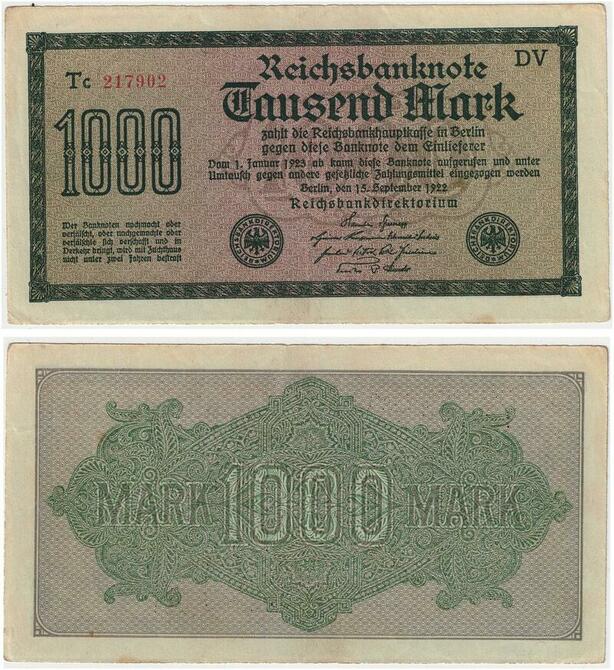 Reichsbanknote
DV
Tc 217902
Tausend Mark
1000
zahlt die Reichsbankhauptkasse in Berlin
gegen diese Banknote dem Einlieferer
Vom 1. Januar 1923 ab kann diese Banknote aufgerufen und unter
Umtausch gegen andere gesetzliche Zahlungsmittel eingezogen werden
Berlin, den 15. September 1922
Reichsbankdirektorium
Wer Banknoten nachmacht oder
verfälscht, oder nachgemachte oder
verfälschte sich verschafft und in
Verkehr bringt, wird mit Zuchthaus
nicht unter zwei Jahren bestraft
REICHSBANKDIREKTORIUM
REICHSBANKDIREKTORIUM
MARK 1000 MARK